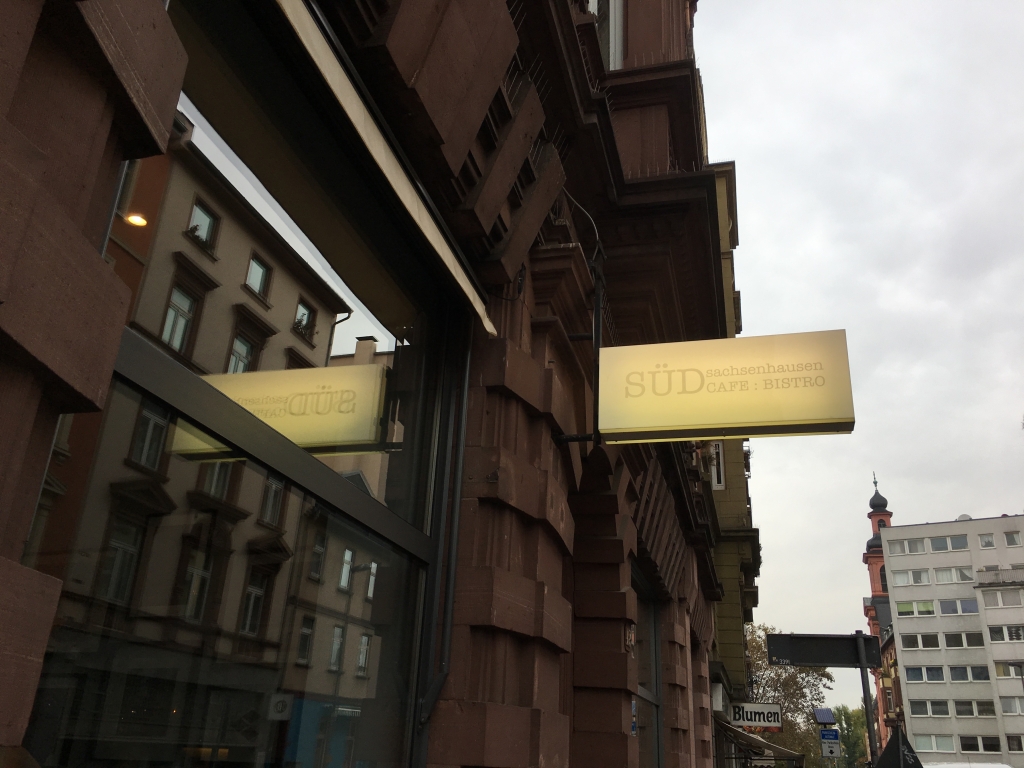 SÜD sachsenhausen
CAFE : BISTRO
Blumen